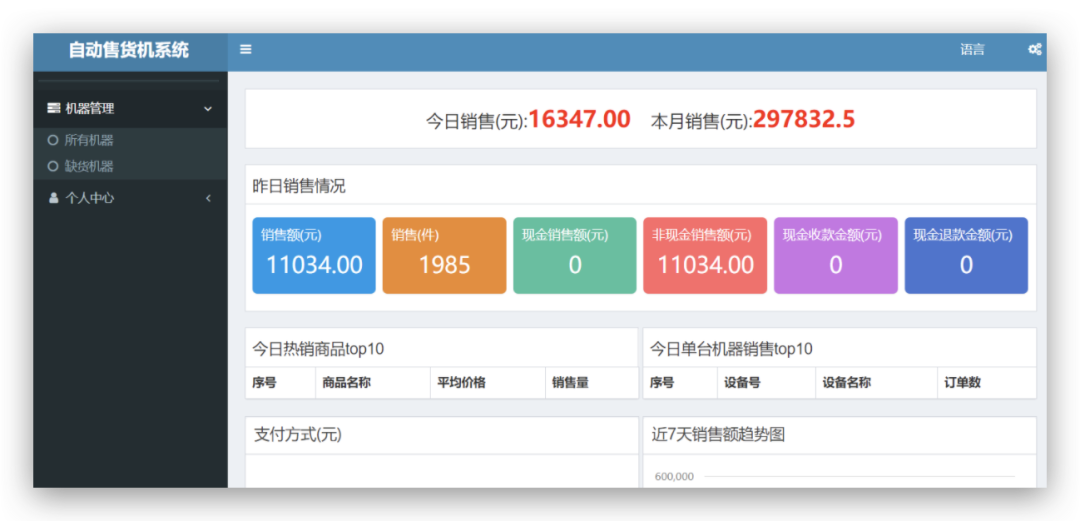 自动售货机系统
语言
机器管理
所有机器
缺货机器
个人中心
今日销售(元):16347.00 本月销售(元):297832.5
昨日销售情况
销售额(元) 销售(件) 现金销售额(元) 非现金销售额(元) 现金收款金额(元) 现金退款金额(元)
11034.00 1985 0 11034.00 0 0
今日热销商品top10
序号 商品名称 平均价格 销售量
今日单台机器销售top10
序号 设备号 设备名称 订单数
支付方式(元)
近7天销售额趋势图
600,000